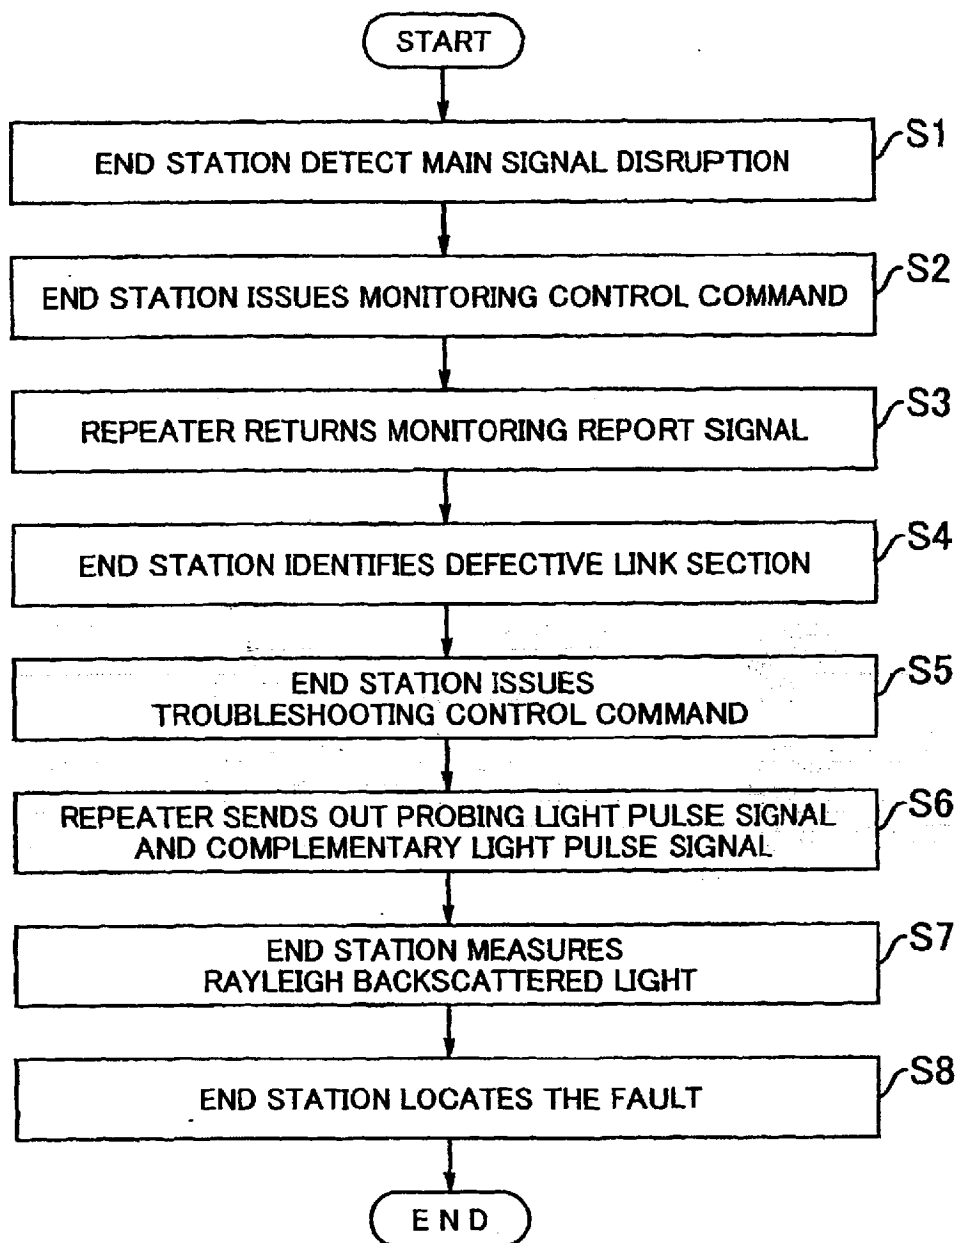 START
END STATION DETECT MAIN SIGNAL DISRUPTION
S1
END STATION ISSUES MONITORING CONTROL COMMAND
S2
REPEATER RETURNS MONITORING REPORT SIGNAL
S3
END STATION IDENTIFIES DEFECTIVE LINK SECTION
S4
END STATION ISSUES
TROUBLESHOOTING CONTROL COMMAND
S5
REPEATER SENDS OUT PROBING LIGHT PULSE SIGNAL
AND COMPLEMENTARY LIGHT PULSE SIGNAL
S6
END STATION MEASURES
RAYLEIGH BACKSCATTERED LIGHT
S7
END STATION LOCATES THE FAULT
S8
END